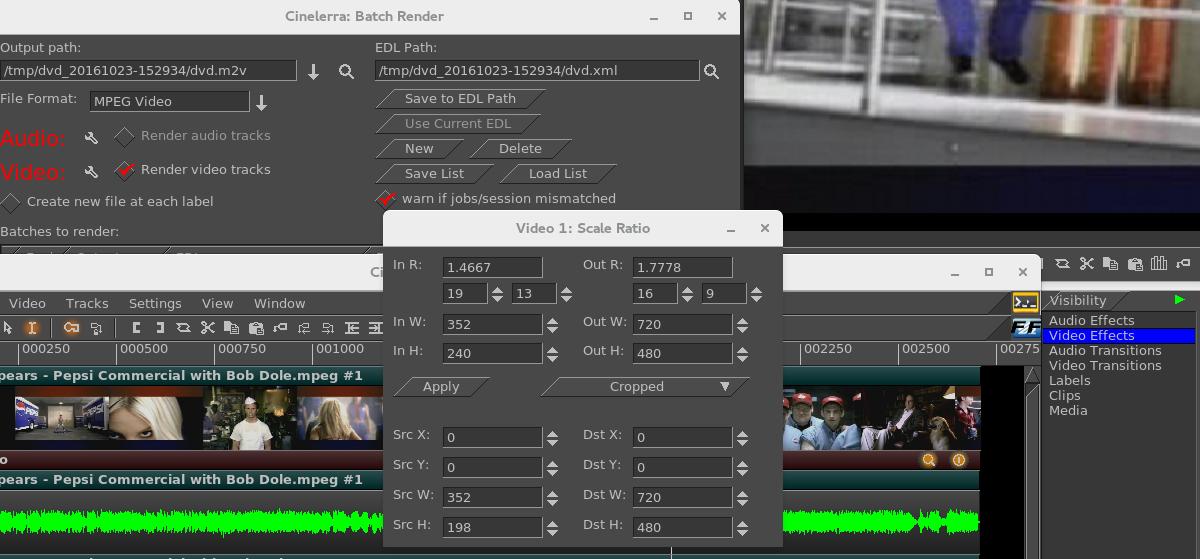 Cinelerra: Batch Render
Output path:
/tmp/dvd_20161023-152934/dvd.m2v
File Format: MPEG Video
Audio: Render audio tracks
Video: Render video tracks
Create new file at each label
Batches to render:
EDL Path:
/tmp/dvd_20161023-152934/dvd.xml
Save to EDL Path
Use Current EDL
New Delete
Save List Load List
warn if jobs/session mismatched
Video 1: Scale Ratio
In R: 1.4667 Out R: 1.7778
19 13 16 9
In W: 352 Out W: 720
In H: 240 Out H: 480
Apply Cropped
Src X: 0 Dst X: 0
Src Y: 0 Dst Y: 0
Src W: 352 Dst W: 720
Src H: 198 Dst H: 480
Ci
Video Tracks Settings View Window
FF
000250 000500 000750 001000 002250 002500 00275
pears - Pepsi Commercial with Bob Dole.mpeg #1
PEPSI
o
pears - Pepsi Commercial with Bob Dole.mpeg #1
Visibility
Audio Effects
Video Effects
Audio Transitions
Video Transitions
Labels
Clips
Media